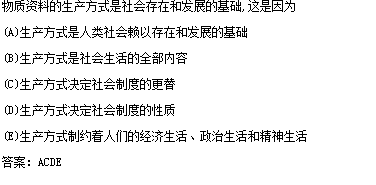 物质资料的生产方式是社会存在和发展的基础,这是因为
(A)生产方式是人类社会赖以存在和发展的基础
(B)生产方式是社会生活的全部内容
(C)生产方式决定社会制度的更替
(D)生产方式决定社会制度的性质
(E)生产方式制约着人们的经济生活、政治生活和精神生活
答案：ACDE